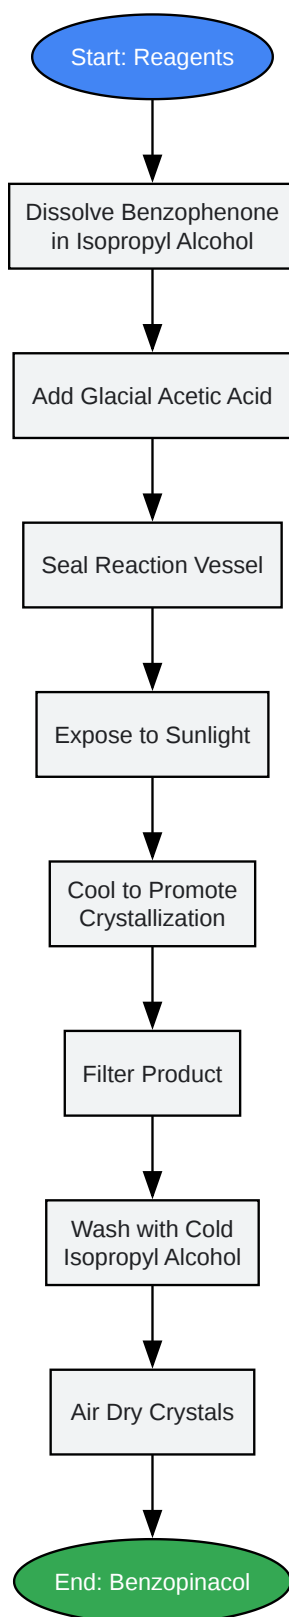 Start: Reagents
Dissolve Benzophenone
in Isopropyl Alcohol
Add Glacial Acetic Acid
Seal Reaction Vessel
Expose to Sunlight
Cool to Promote
Crystallization
Filter Product
Wash with Cold
Isopropyl Alcohol
Air Dry Crystals
End: Benzopinacol